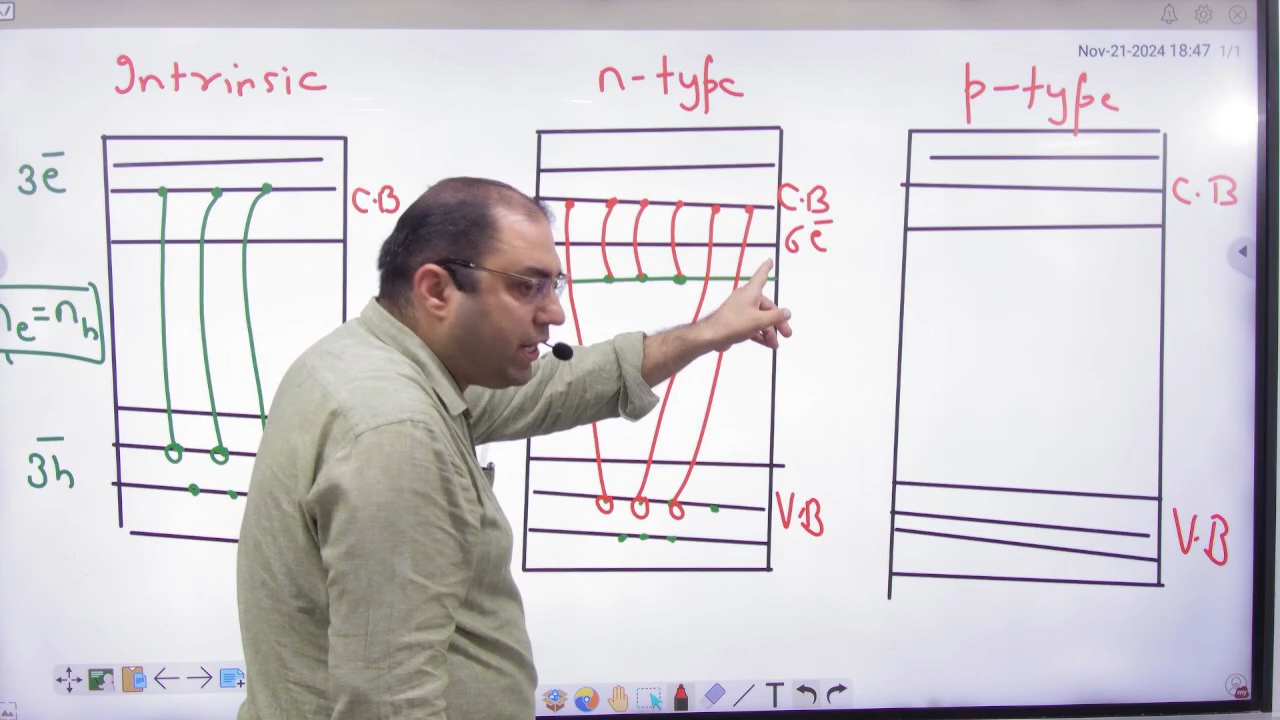 Nov-21-2024 18:47 1/1
Intrinsic
n-type
p-type
3e̅
C.B
C.B
6e̅
C.B
nₑ=nₕ
3h̅
V.B
V.B
T